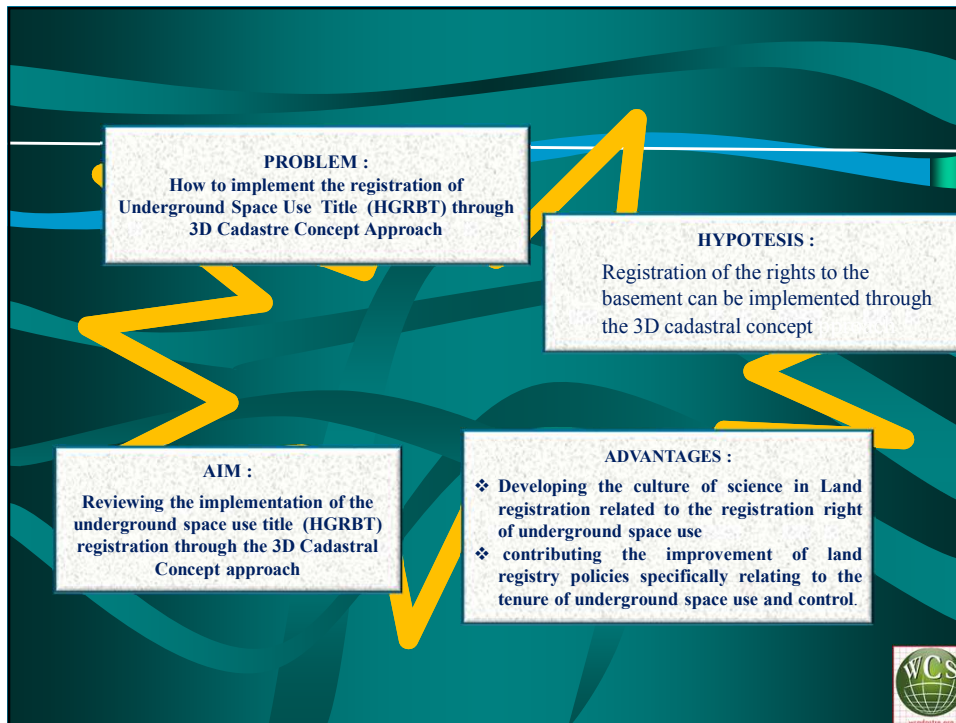 PROBLEM :
How to implement the registration of
Underground Space Use Title (HGRBT) through
3D Cadastre Concept Approach
HYPOTESIS :
Registration of the rights to the
basement can be implemented through
the 3D cadastral concept
AIM :
Reviewing the implementation of the
underground space use title (HGRBT)
registration through the 3D Cadastral
Concept approach
ADVANTAGES :
❖ Developing the culture of science in Land
registration related to the registration right
of underground space use
❖ contributing the improvement of land
registry policies specifically relating to the
tenure of underground space use and control.
WCS